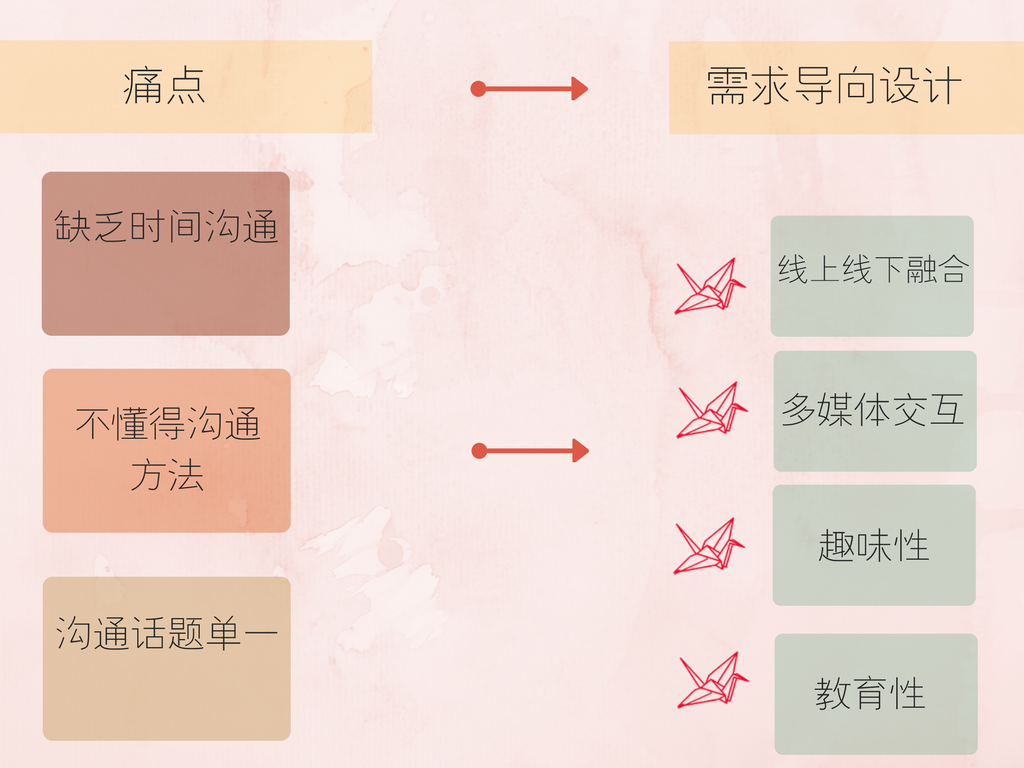 痛点
需求导向设计
缺乏时间沟通
不懂得沟通
方法
沟通话题单一
线上线下融合
多媒体交互
趣味性
教育性